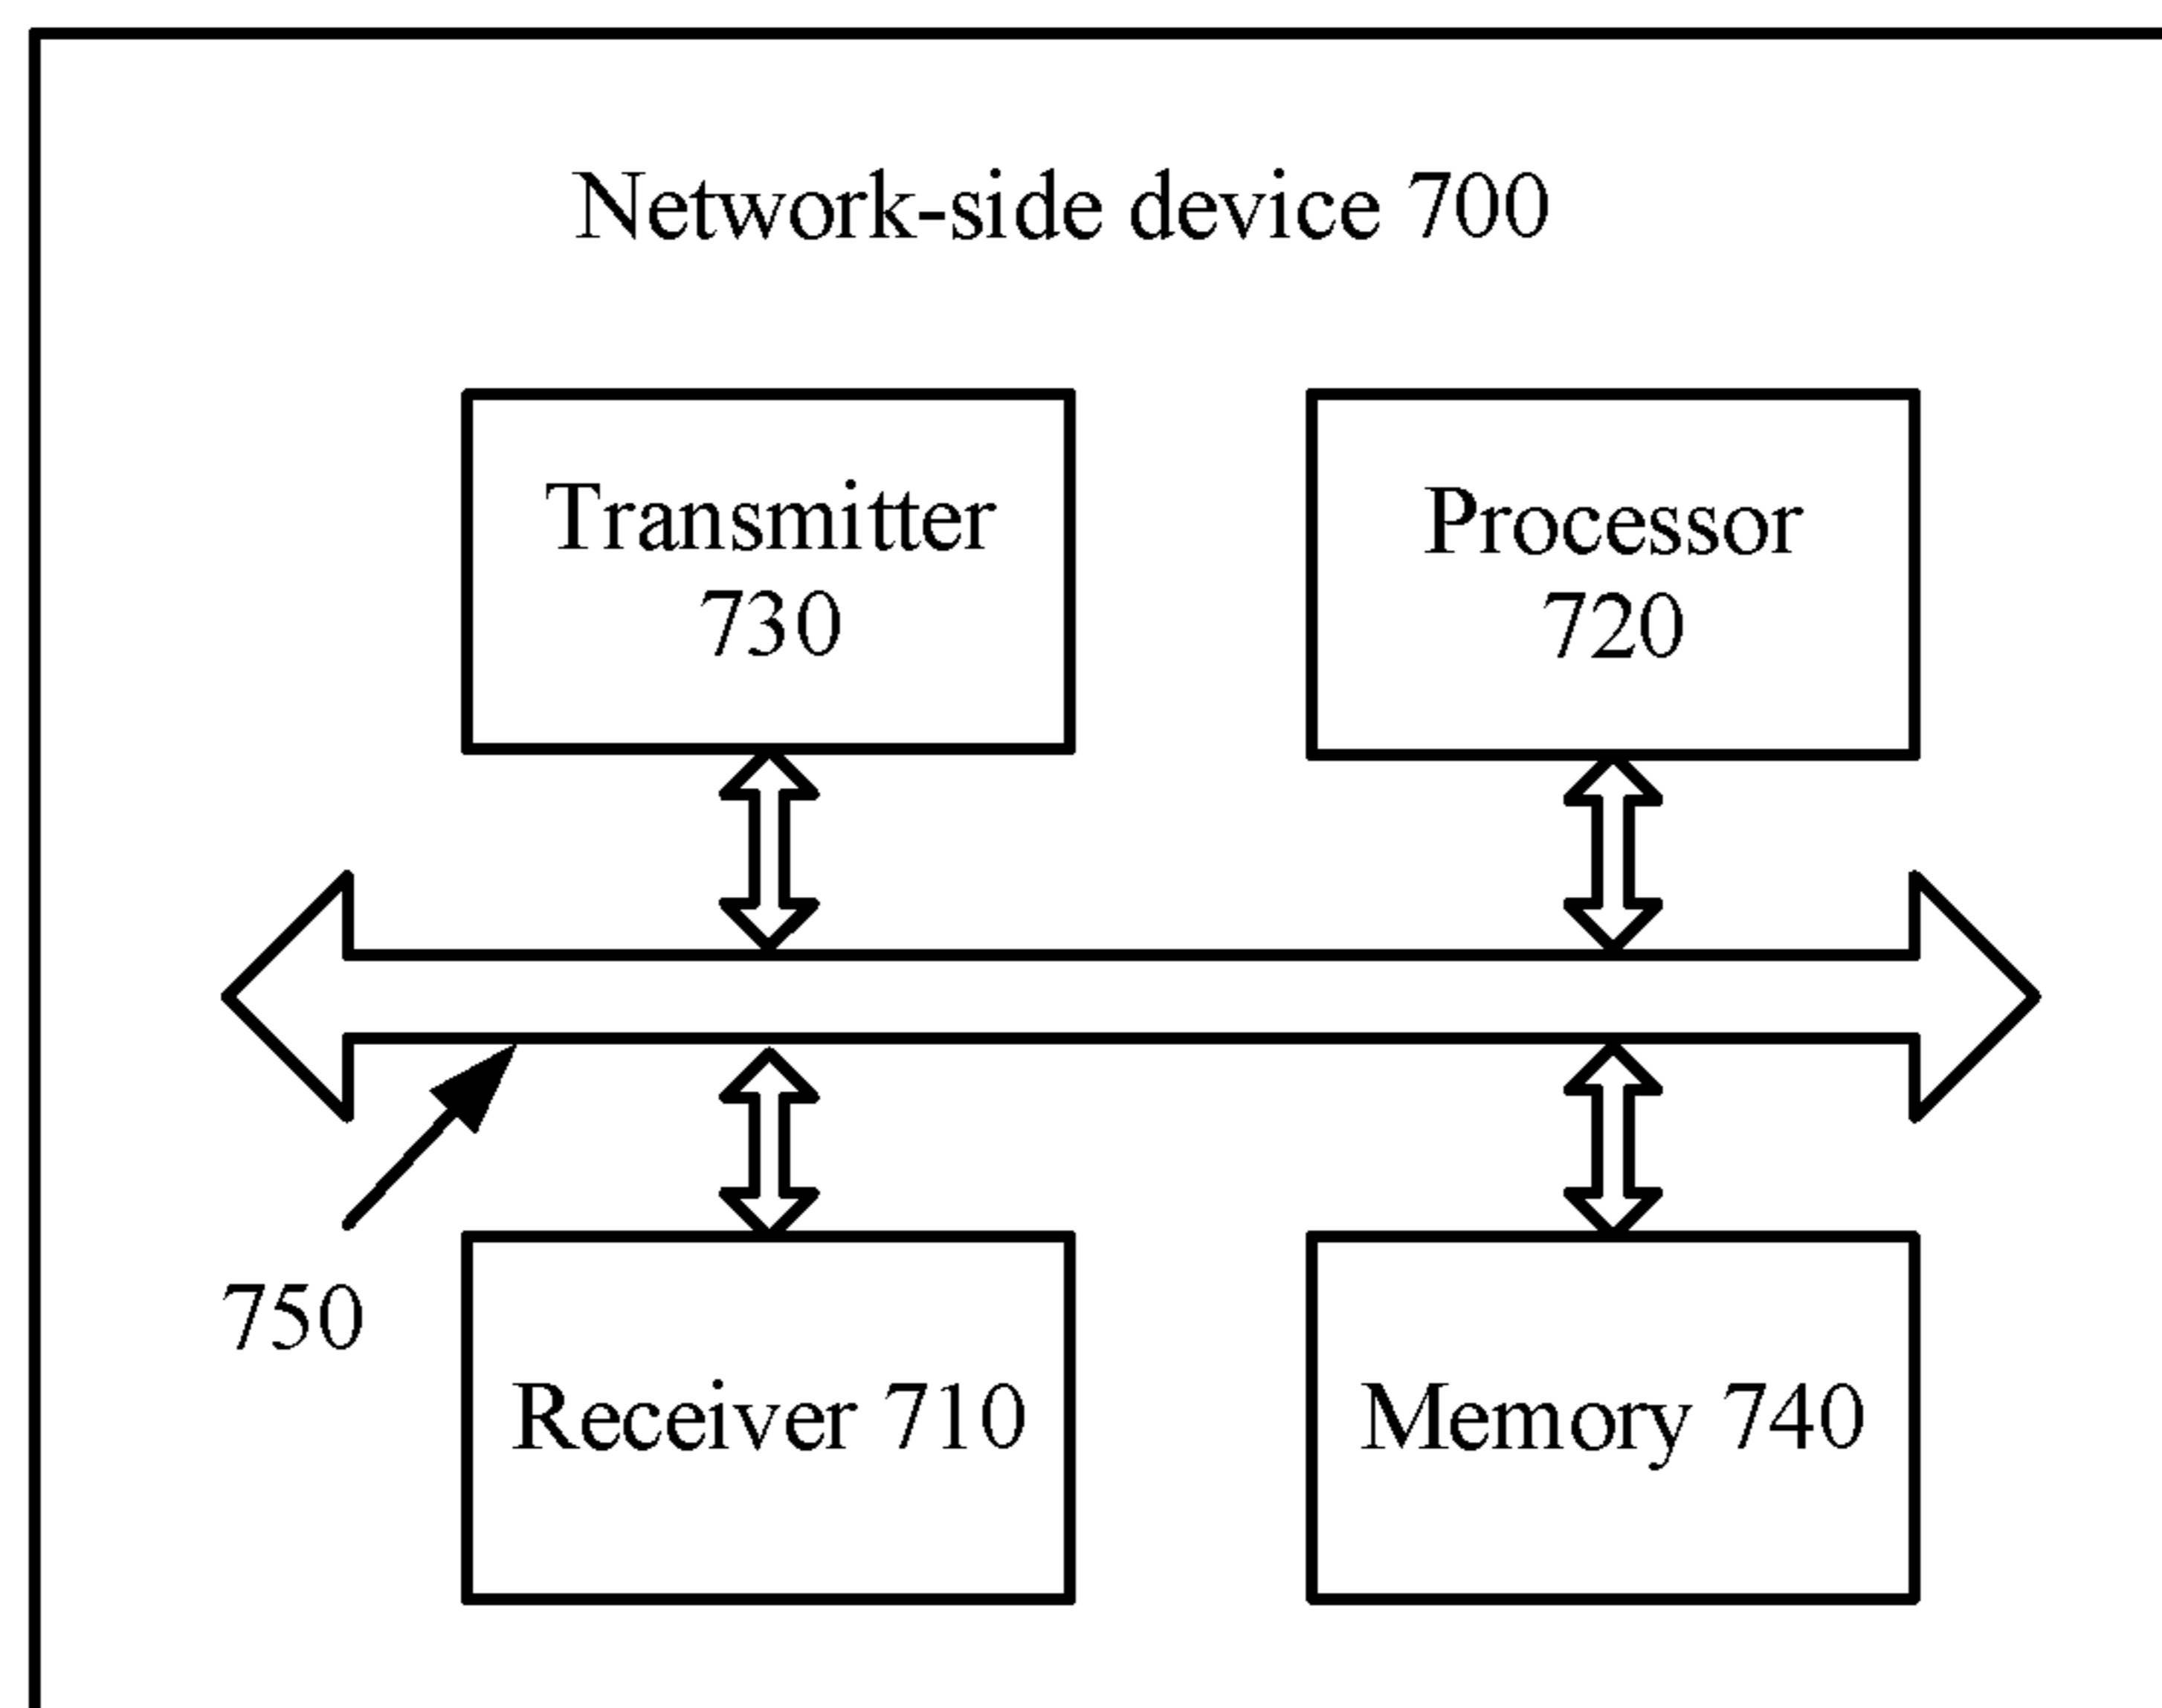 Network-side device 700
Transmitter
730
Processor
720
750
Receiver 710
Memory 740